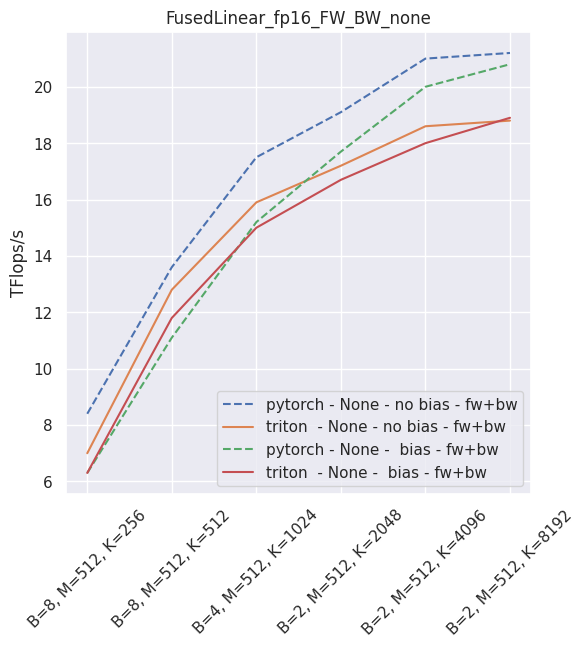 FusedLinear_fp16_FW_BW_none
TFlops/s
20
18
16
14
12
10
8
6
pytorch - None - no bias - fw+bw
triton  - None - no bias - fw+bw
pytorch - None -  bias - fw+bw
triton  - None -  bias - fw+bw
B=8, M=512, K=256
B=8, M=512, K=512
B=4, M=512, K=1024
B=2, M=512, K=2048
B=2, M=512, K=4096
B=2, M=512, K=8192